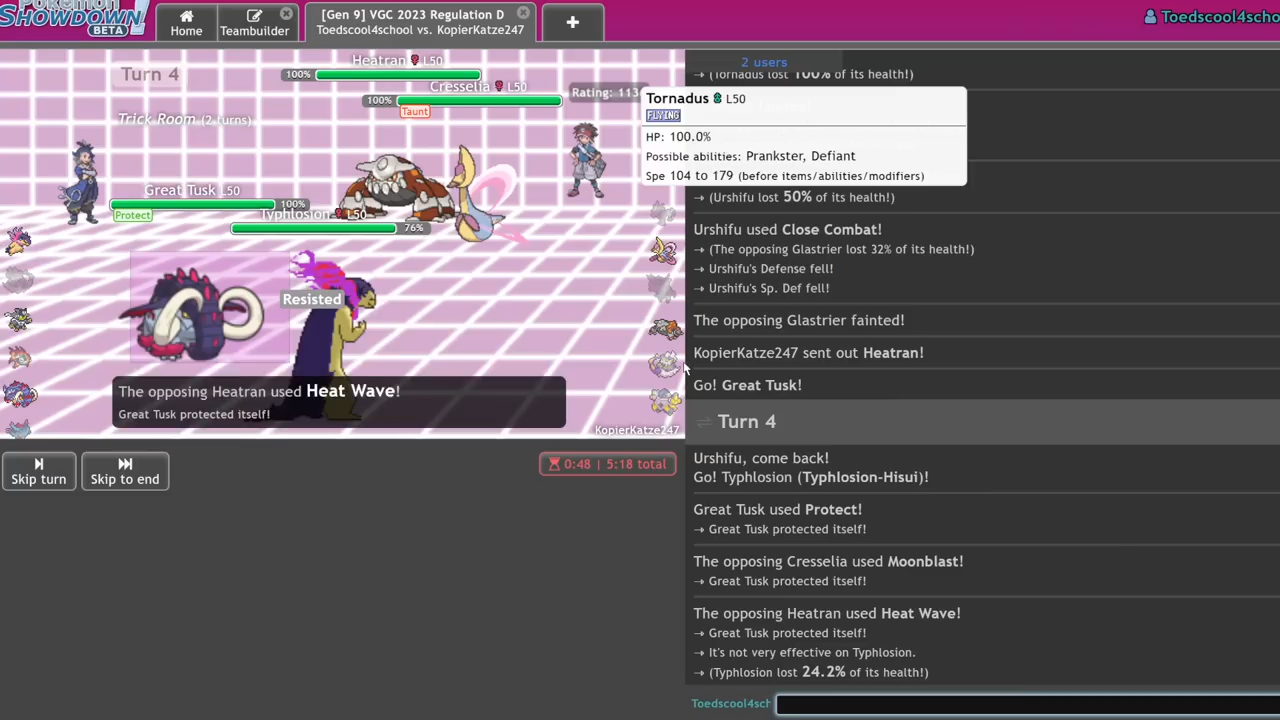 Pokémon
SHOWDOWN!
BETA
Home
Teambuilder
[Gen 9] VGC 2023 Regulation D
Toedscool4school vs. KopierKatze247
Toedscool4scho
Turn 4
Heatran L50
100%
Cresselia L50
100%
Taunt
Rating: 113
Trick Room (2 turns)
Great Tusk L50
100%
Protect
Typhlosion L50
76%
Resisted
The opposing Heatran used Heat Wave!
Great Tusk protected itself!
KopierKatze247
Skip turn
Skip to end
0:48 | 5:18 total
2 users
→ (Tornadus lost 100% of its health!)
Tornadus L50
FLYING
HP: 100.0%
Possible abilities: Prankster, Defiant
Spe 104 to 179 (before items/abilities/modifiers)
→ (Urshifu lost 50% of its health!)
Urshifu used Close Combat!
→ (The opposing Glastrier lost 32% of its health!)
→ Urshifu's Defense fell!
→ Urshifu's Sp. Def fell!
The opposing Glastrier fainted!
KopierKatze247 sent out Heatran!
Go! Great Tusk!
Turn 4
Urshifu, come back!
Go! Typhlosion (Typhlosion-Hisui)!
Great Tusk used Protect!
→ Great Tusk protected itself!
The opposing Cresselia used Moonblast!
→ Great Tusk protected itself!
The opposing Heatran used Heat Wave!
→ Great Tusk protected itself!
→ It's not very effective on Typhlosion.
→ (Typhlosion lost 24.2% of its health!)
Toedscool4sch